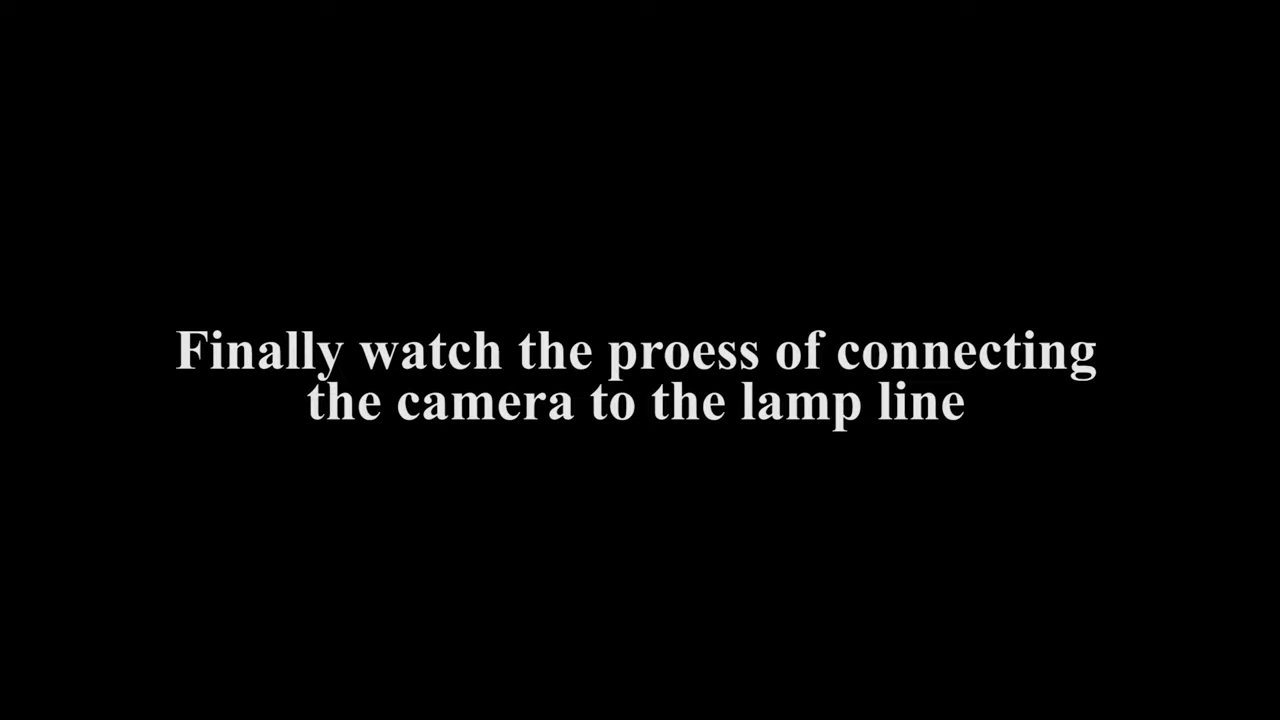 Finally watch the proess of connecting
the camera to the lamp line